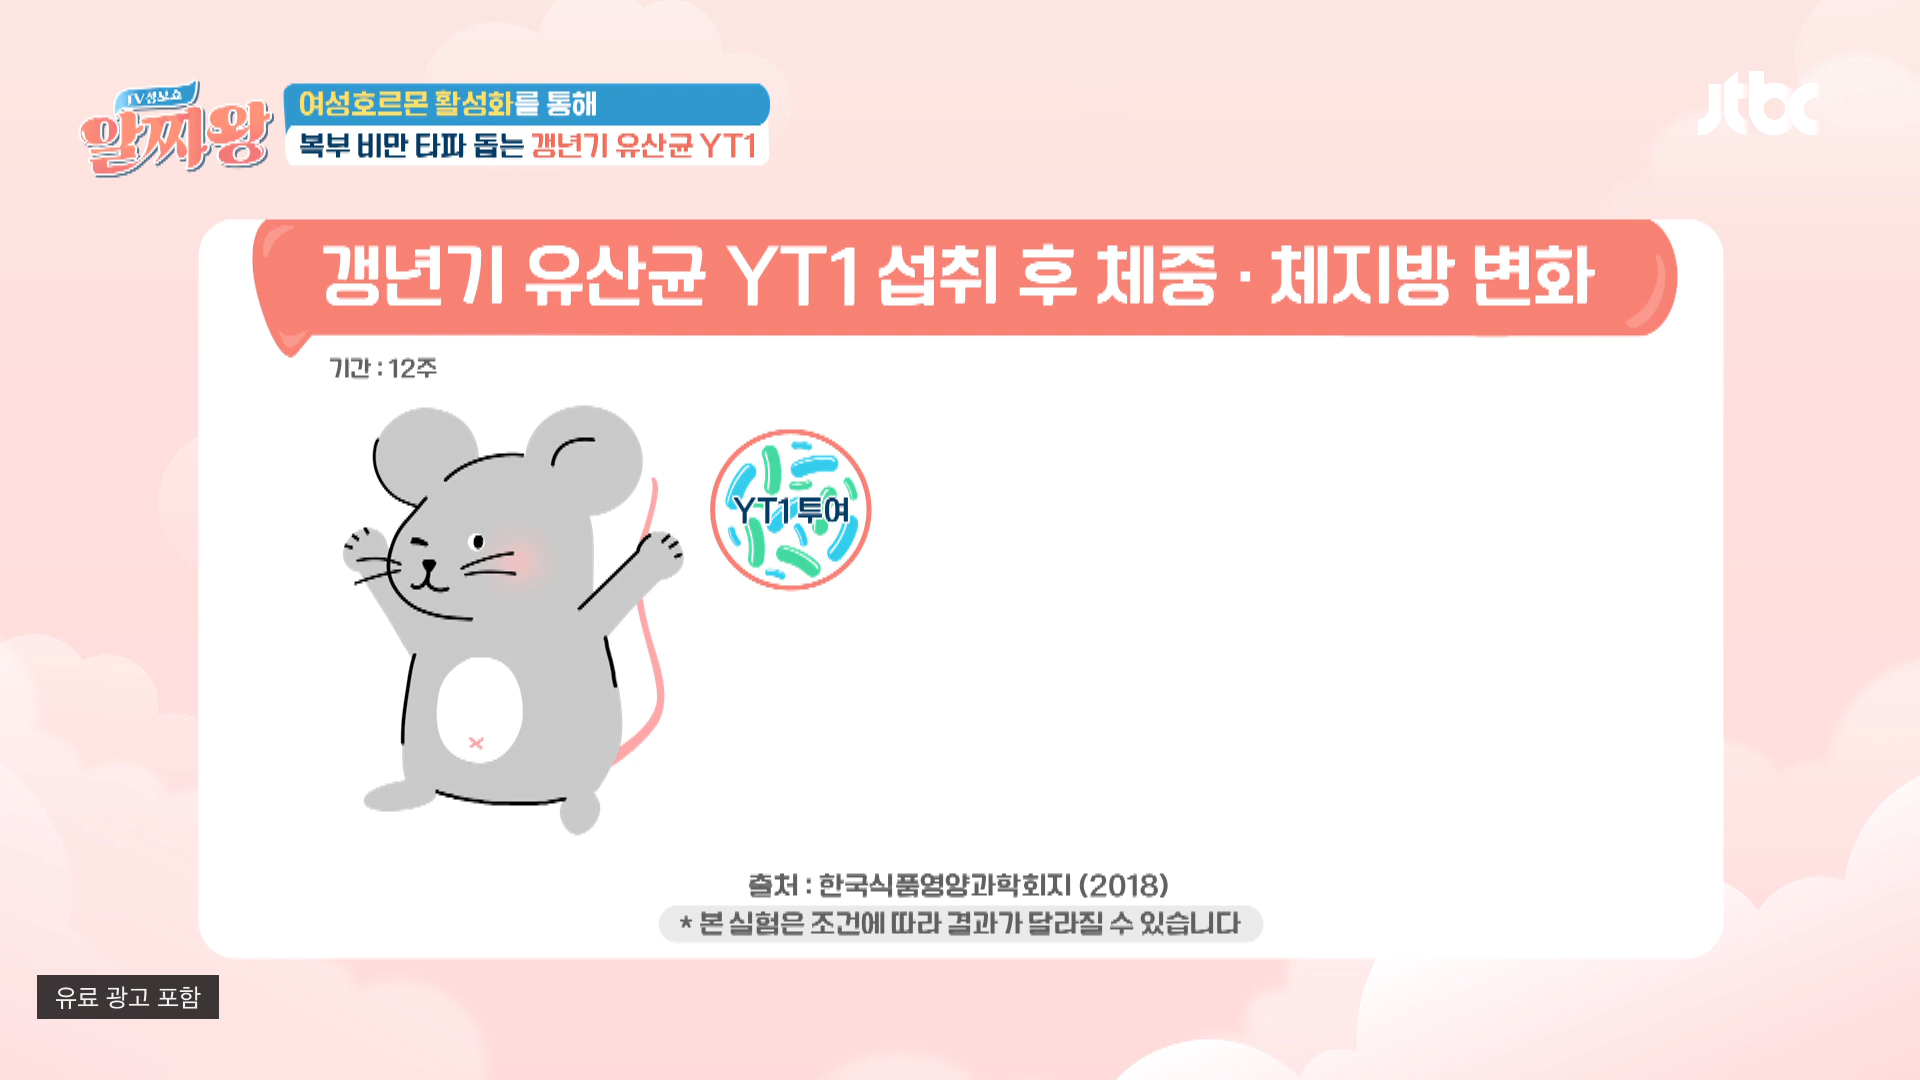 TV정보쇼
알짜왕
여성호르몬 활성화를 통해
복부 비만 타파 돕는 갱년기 유산균 YT1
jtbc
갱년기 유산균 YT1 섭취 후 체중 · 체지방 변화
기간 : 12주
YT1 투여
출처 : 한국식품영양과학회지 (2018)
* 본 실험은 조건에 따라 결과가 달라질 수 있습니다
유료 광고 포함